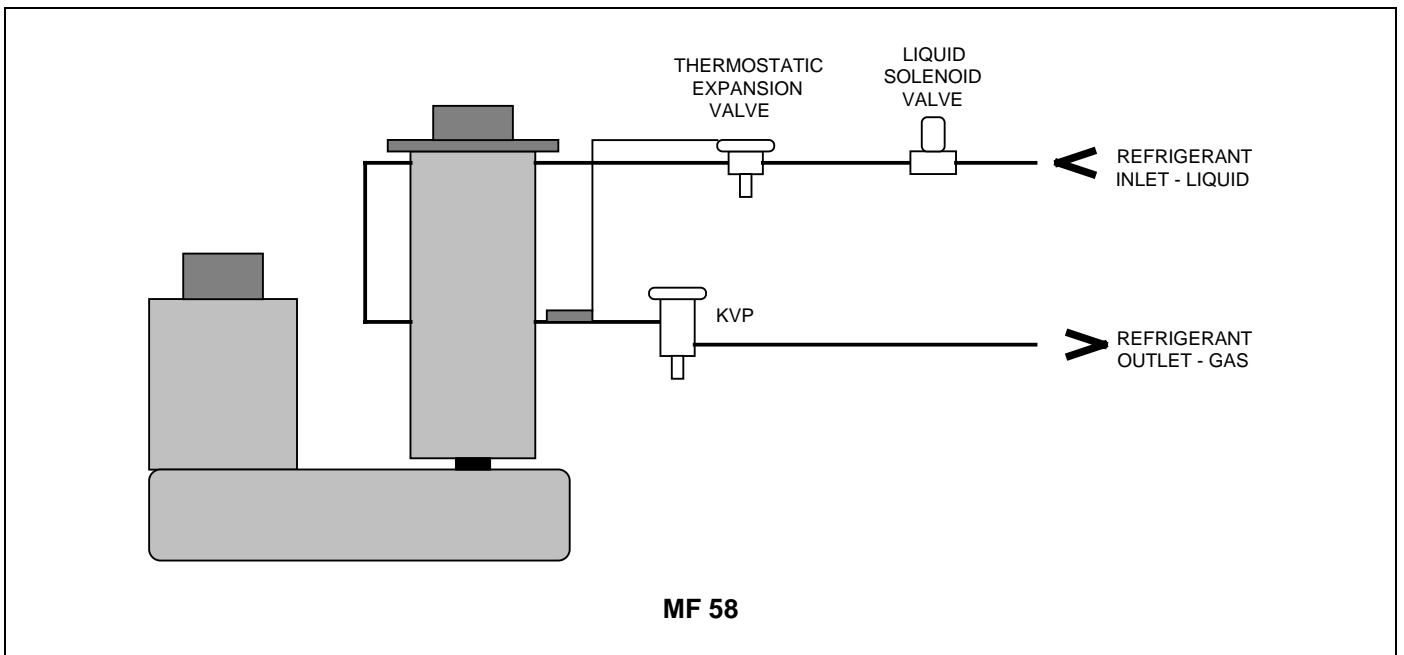 THERMOSTATIC
EXPANSION
VALVE
LIQUID
SOLENOID
VALVE
REFRIGERANT
INLET - LIQUID
KVP
REFRIGERANT
OUTLET - GAS
MF 58